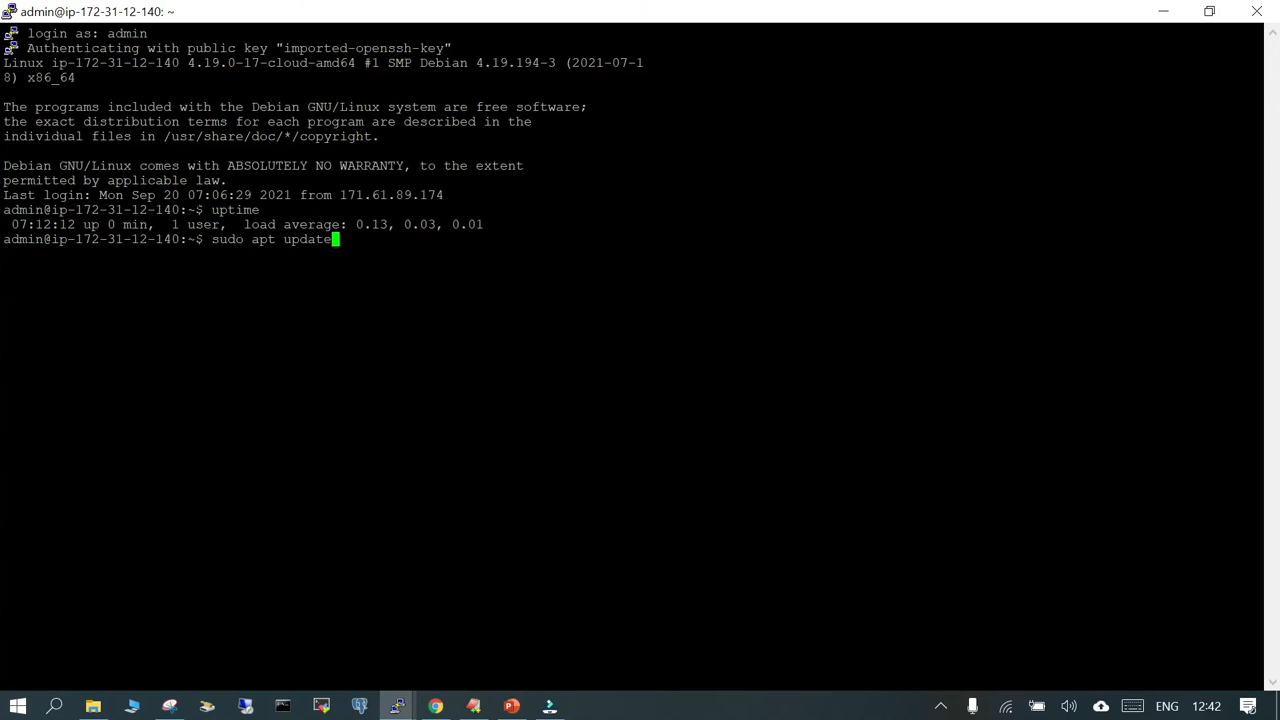 admin@ip-172-31-12-140: ~
login as: admin
Authenticating with public key "imported-openssh-key"
Linux ip-172-31-12-140 4.19.0-17-cloud-amd64 #1 SMP Debian 4.19.194-3 (2021-07-1
8) x86_64
The programs included with the Debian GNU/Linux system are free software;
the exact distribution terms for each program are described in the
individual files in /usr/share/doc/*/copyright.
Debian GNU/Linux comes with ABSOLUTELY NO WARRANTY, to the extent
permitted by applicable law.
Last login: Mon Sep 20 07:06:29 2021 from 171.61.89.174
admin@ip-172-31-12-140:~$ uptime
07:12:12 up 0 min,  1 user,  load average: 0.13, 0.03, 0.01
admin@ip-172-31-12-140:~$ sudo apt update
ENG 12:42